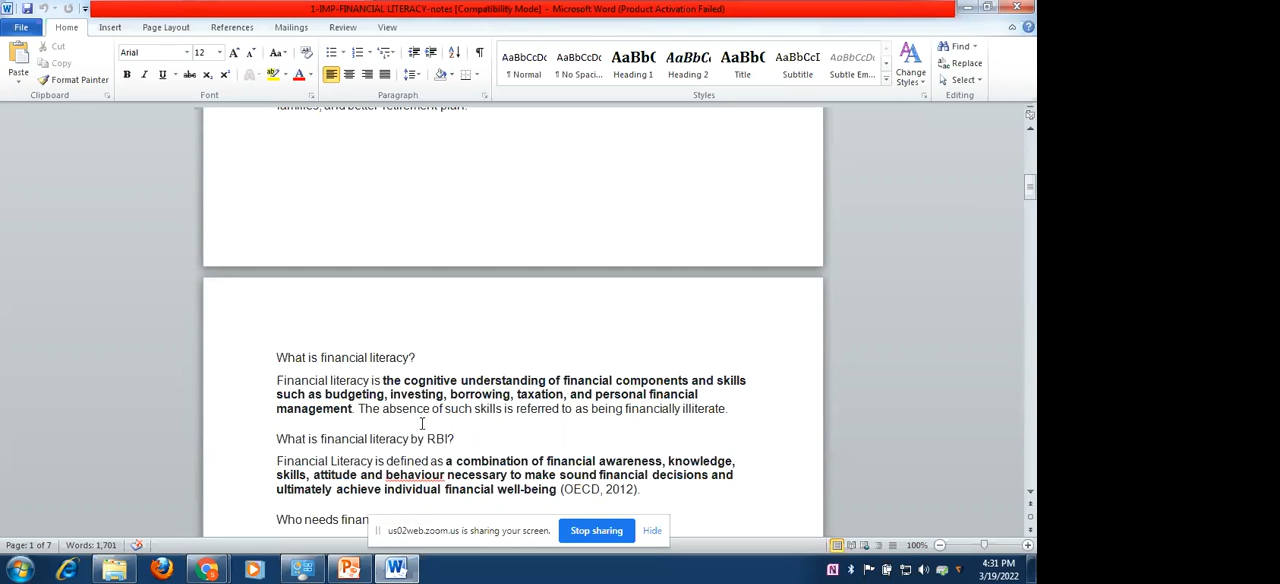 1-IMP-FINANCIAL LITERACY-notes [Compatibility Mode] - Microsoft Word (Product Activation Failed)
File Home Insert Page Layout References Mailings Review View
Paste Cut Copy Format Painter
Arial 12
AaBbCcDc AaBbCcDc AaBbC AaBbCc AaBbC AaBbCcI AaBbCcDc
¶ Normal ¶ No Spaci... Heading 1 Heading 2 Title Subtitle Subtle Em...
Change Styles
Find
Replace
Select
Clipboard Font Paragraph Styles Editing
families, and better retirement plan.
What is financial literacy?
Financial literacy is the cognitive understanding of financial components and skills
such as budgeting, investing, borrowing, taxation, and personal financial
management. The absence of such skills is referred to as being financially illiterate.
What is financial literacy by RBI?
Financial Literacy is defined as a combination of financial awareness, knowledge,
skills, attitude and behaviour necessary to make sound financial decisions and
ultimately achieve individual financial well-being (OECD, 2012).
Who needs finan
us02web.zoom.us is sharing your screen. Stop sharing Hide
Page: 1 of 7 Words: 1,701 100%
4:31 PM
3/19/2022